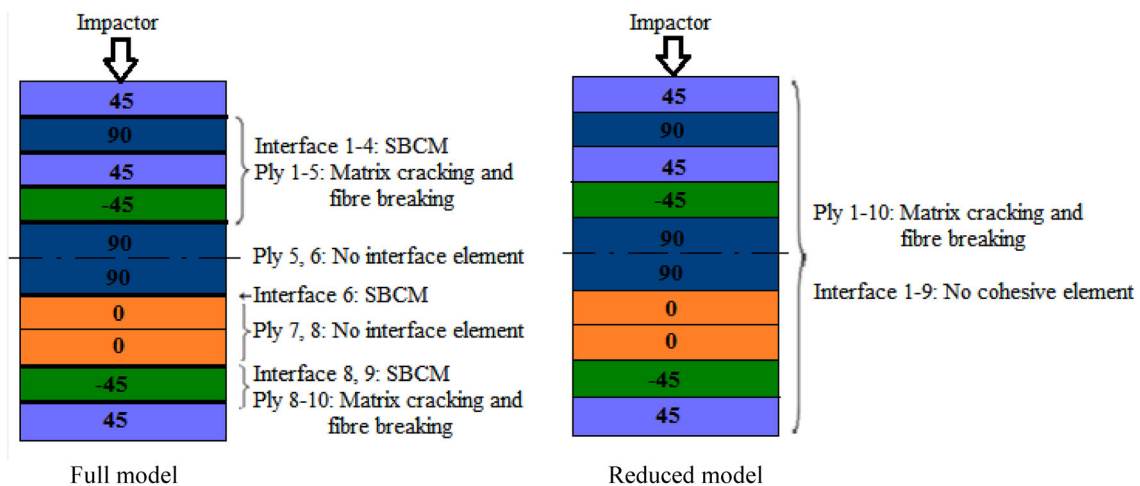 Impactor
45
90
45
-45
90
90
0
0
-45
45
Interface 1-4: SBCM
Ply 1-5: Matrix cracking and
fibre breaking
Ply 5, 6: No interface element
Interface 6: SBCM
Ply 7, 8: No interface element
Interface 8, 9: SBCM
Ply 8-10: Matrix cracking and
fibre breaking
Full model
Impactor
45
90
45
-45
90
90
0
0
-45
45
Ply 1-10: Matrix cracking and
fibre breaking
Interface 1-9: No cohesive element
Reduced model